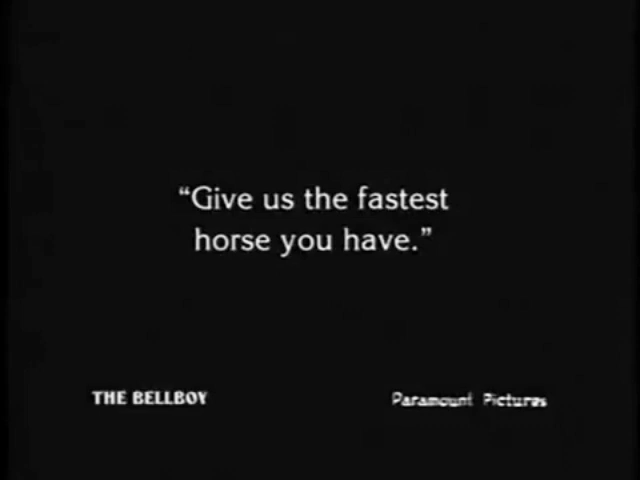 “Give us the fastest
horse you have.”
THE BELLBOY
Paramount Pictures